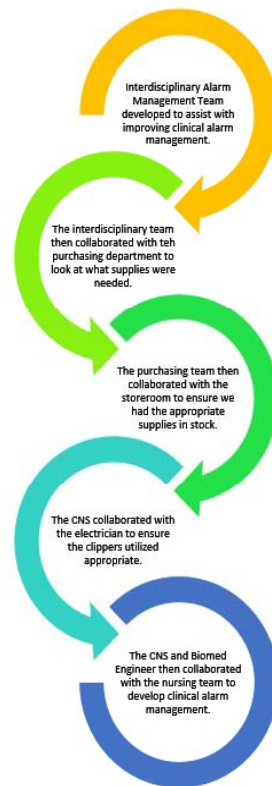 Interdisciplinary Alarm
Management Team
developed to assist with
improving clinical alarm
management.
The interdisciplinary team
then collaborated with teh
purchasing department to
look at what supplies were
needed.
The purchasing team then
collaborated with the
storeroom to ensure we
had the appropriate
supplies in stock.
The CNS collaborated with
the electrician to ensure
the clippers utilized
appropriate.
The CNS and Biomed
Engineer then collaborated
with the nursing team to
develop clinical alarm
management.